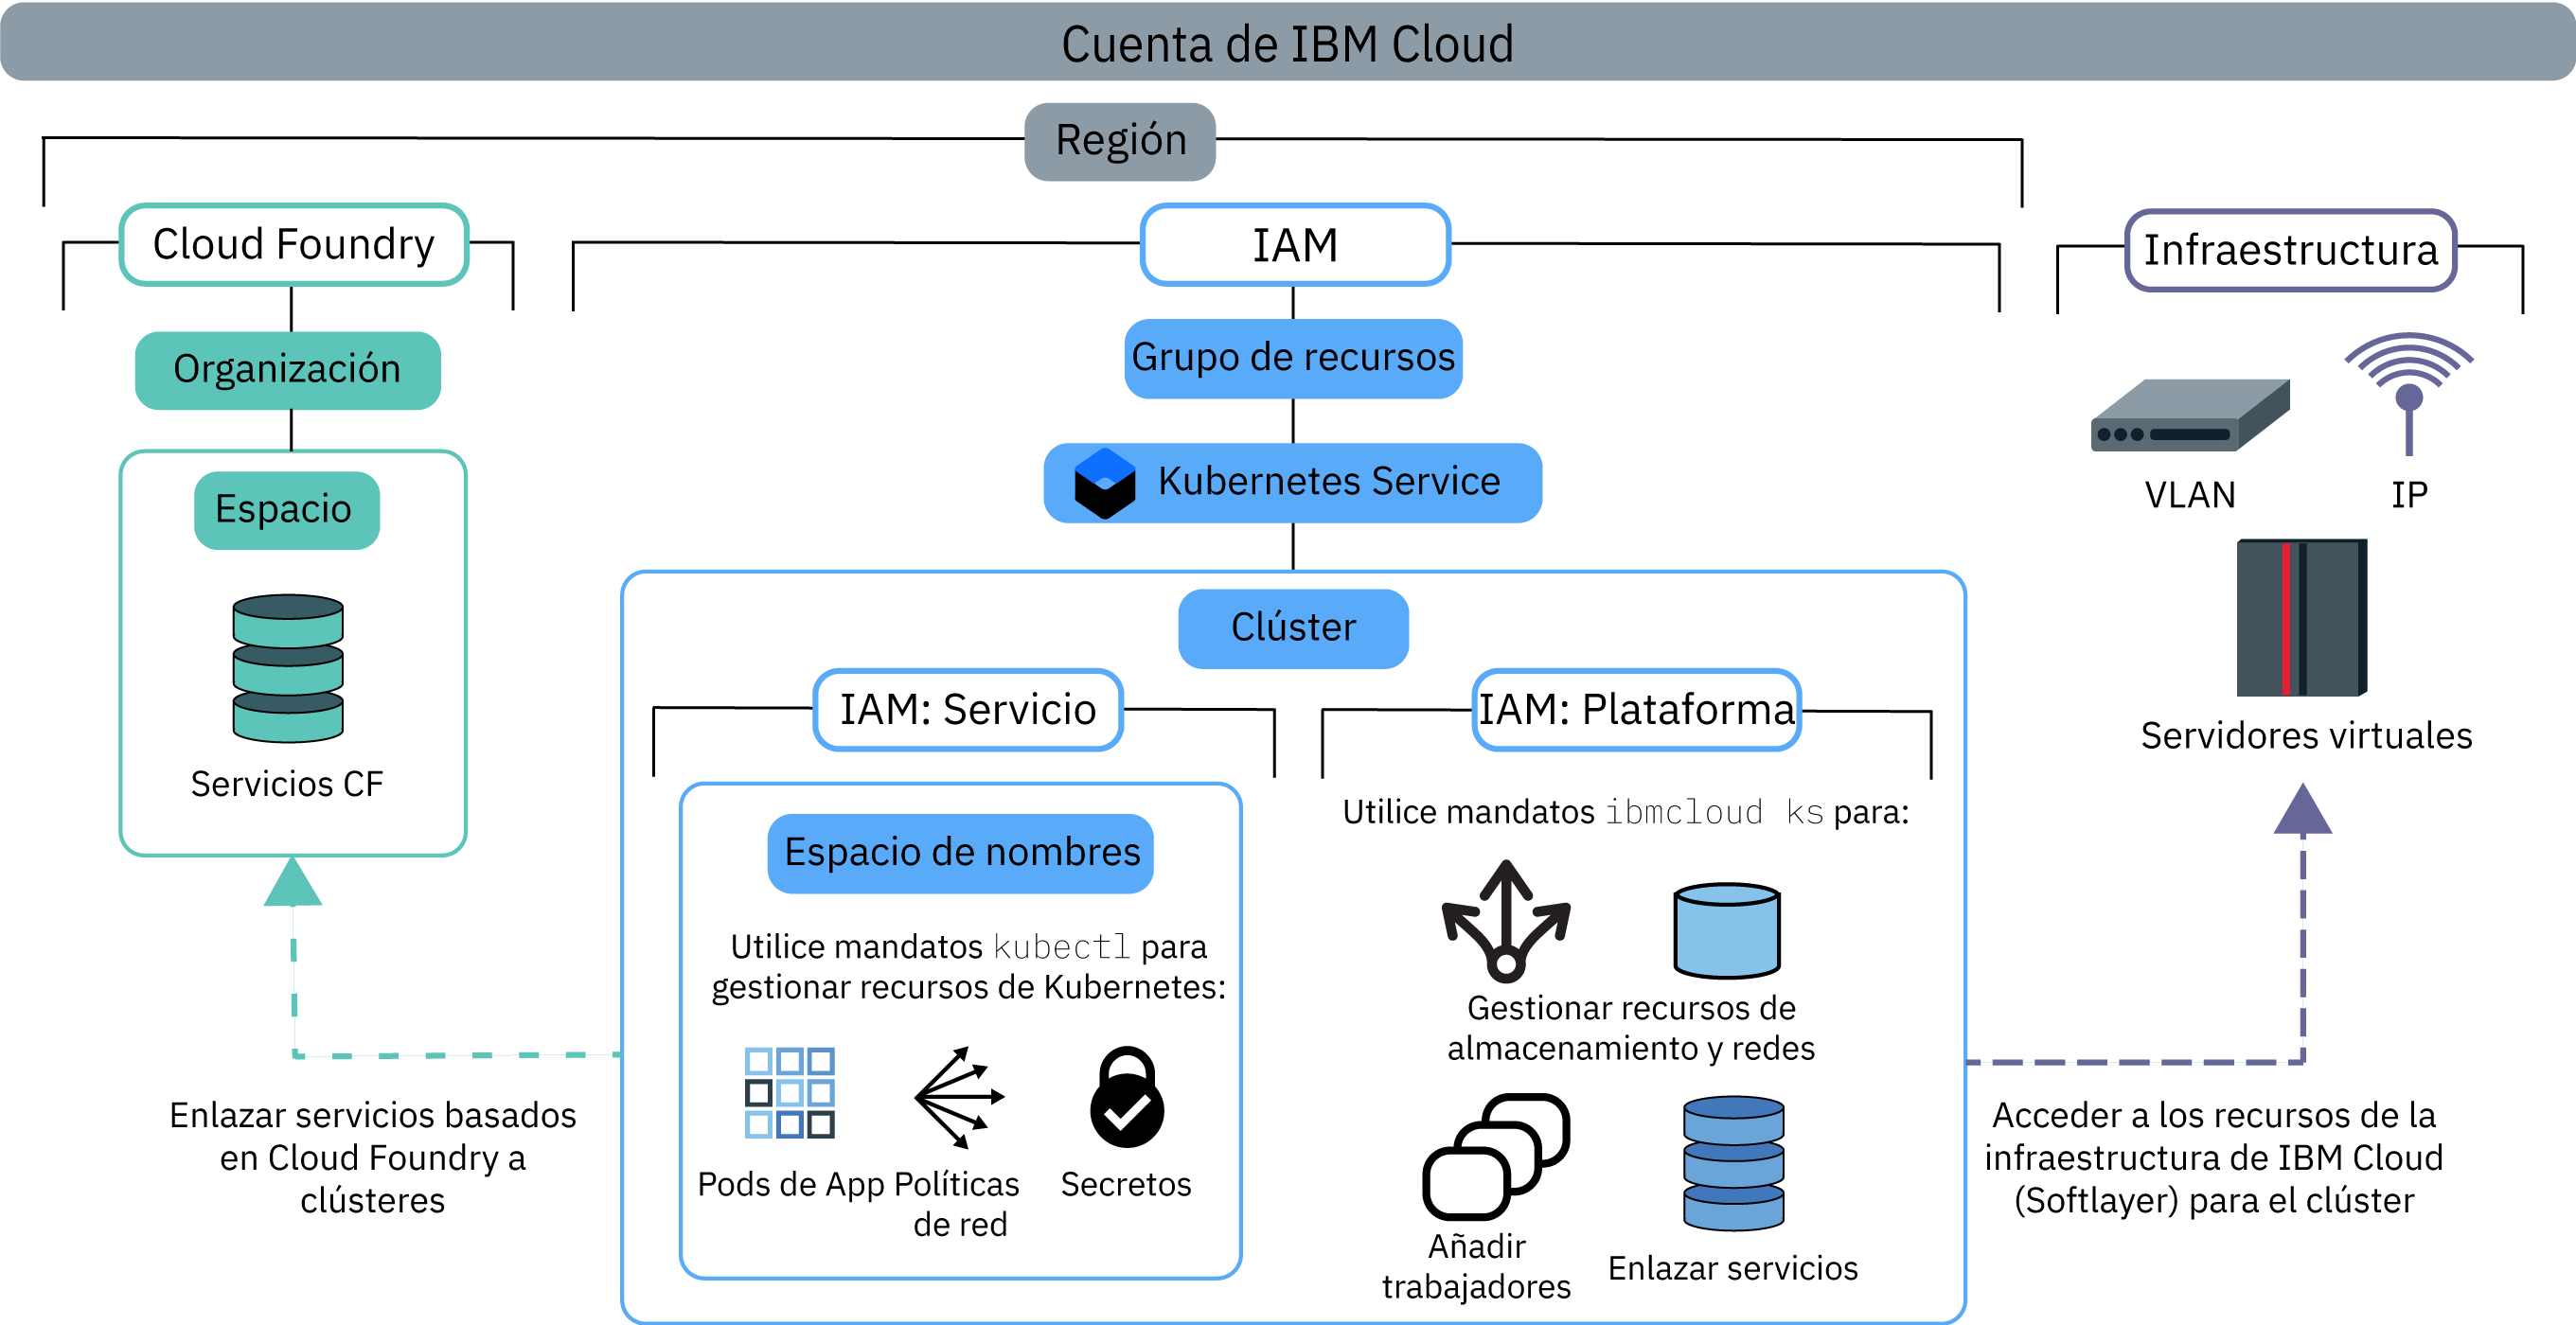 Cuenta de IBM Cloud
Región
Cloud Foundry
IAM
Infraestructura
Organización
Grupo de recursos
Espacio
Kubernetes Service
VLAN
IP
Servicios CF
Clúster
IAM: Servicio
IAM: Plataforma
Servidores virtuales
Espacio de nombres
Utilice mandatos kubectl para
gestionar recursos de Kubernetes:
Pods de App
Políticas
de red
Secretos
Utilice mandatos ibmcloud ks para:
Gestionar recursos de
almacenamiento y redes
Añadir
trabajadores
Enlazar servicios
Enlazar servicios basados
en Cloud Foundry a
clústeres
Acceder a los recursos de la
infraestructura de IBM Cloud
(Softlayer) para el clúster